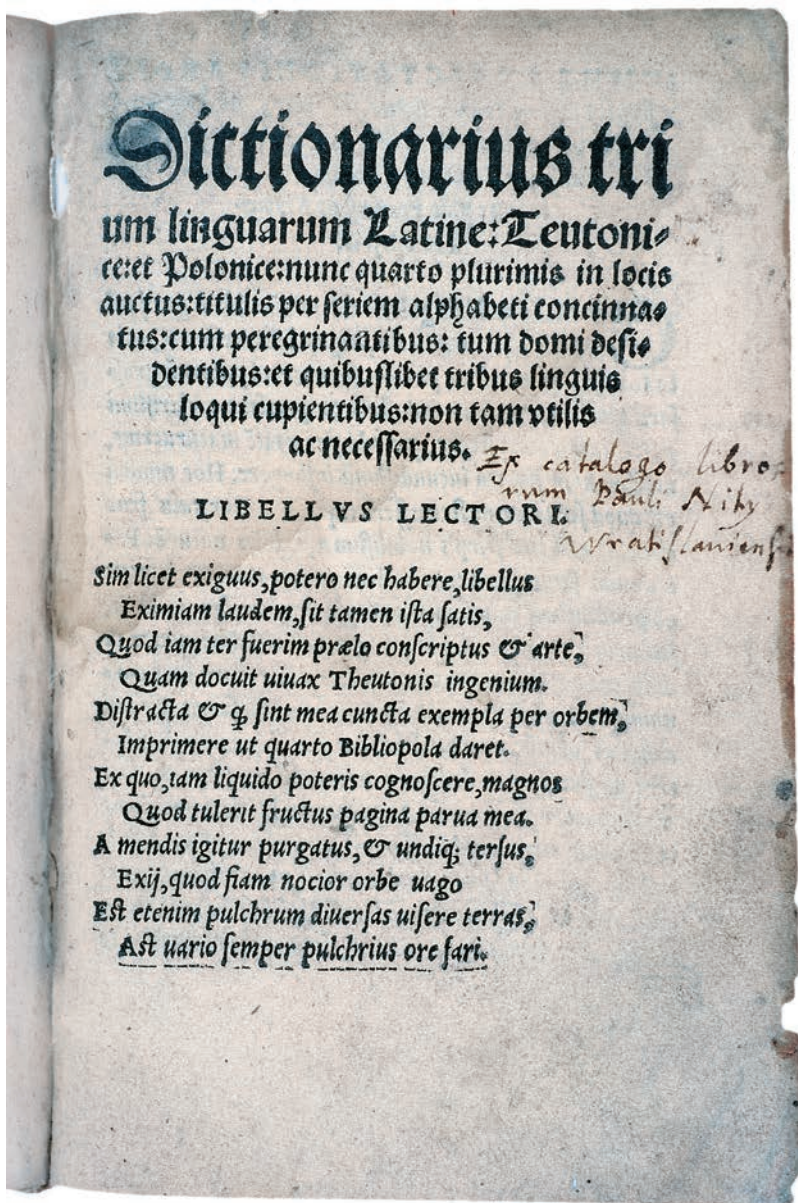 Dictionarius tri
um linguarum Latine: Teutoni⸗
ce:et Polonice:nunc quarto plurimis in locis
auctus:titulis per seriem alphabeti concinna⸗
tus:cum peregrinantibus: tum domi desi⸗
dentibus:et quibuslibet tribus linguis
loqui cupientibus:non tam vtilis
ac necessarius.
Ex catalogo libro
rum Pauli
Wratislauiensis
LIBELLVS LECTORI.
Sim licet exiguus, potero nec habere, libellus
Eximiam laudem, sit tamen ista satis,
Quod iam ter fuerim prælo conscriptus & arte,
Quam docuit uiuax Theutonis ingenium.
Distracta & q̃ sint mea cuncta exempla per orbem,
Imprimere ut quarto Bibliopola daret.
Ex quo, iam liquido poteris cognoscere, magnos
Quod tulerit fructus pagina parua mea.
A mendis igitur purgatus, & undiq; tersus,
Exij, quod fiam nocior orbe uago
Est etenim pulchrum diuersas uisere terras,
Ast uario semper pulchrius ore fari.